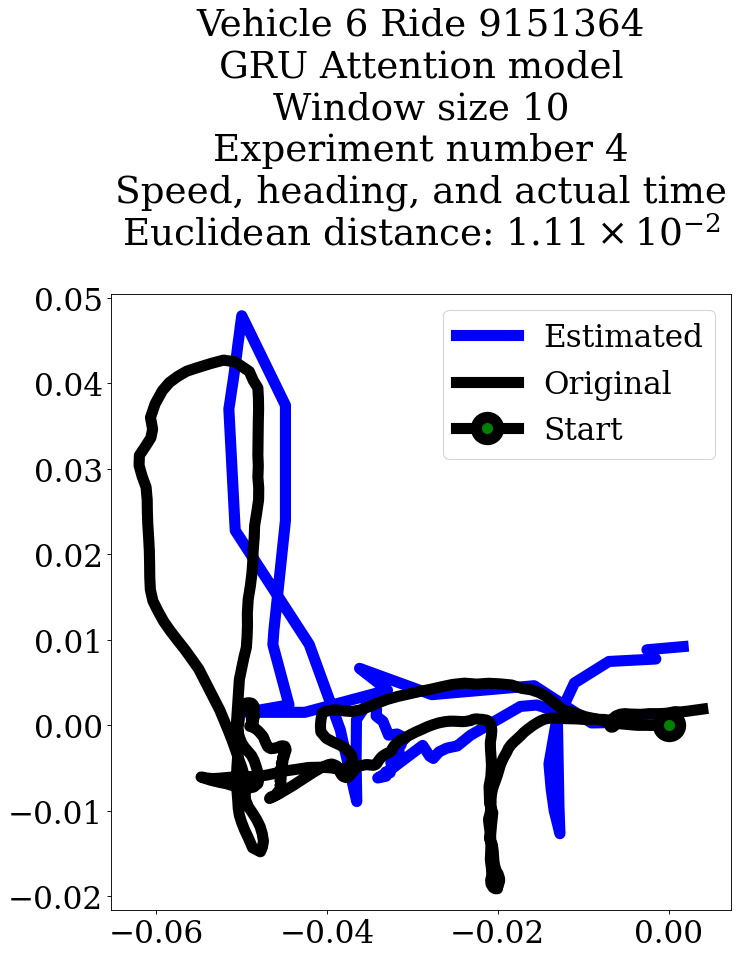 Vehicle 6 Ride 9151364
GRU Attention model
Window size 10
Experiment number 4
Speed, heading, and actual time
Euclidean distance: 1.11 × 10⁻²
0.05
Estimated
0.04
Original
Start
0.03
0.02
0.01
0.00
−0.01
−0.02
−0.06 −0.04 −0.02 0.00